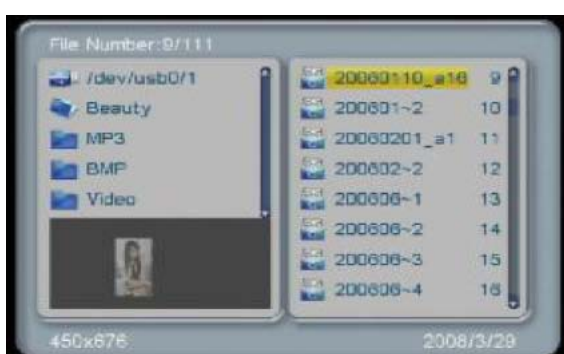 File Number:9/111
/dev/usb0/1
Beauty
MP3
BMP
Video
20060110_a16 9
200601~2 10
20060201_a1 11
200602~2 12
200606~1 13
200606~2 14
200606~3 15
200606~4 16
450x676
2008/3/29